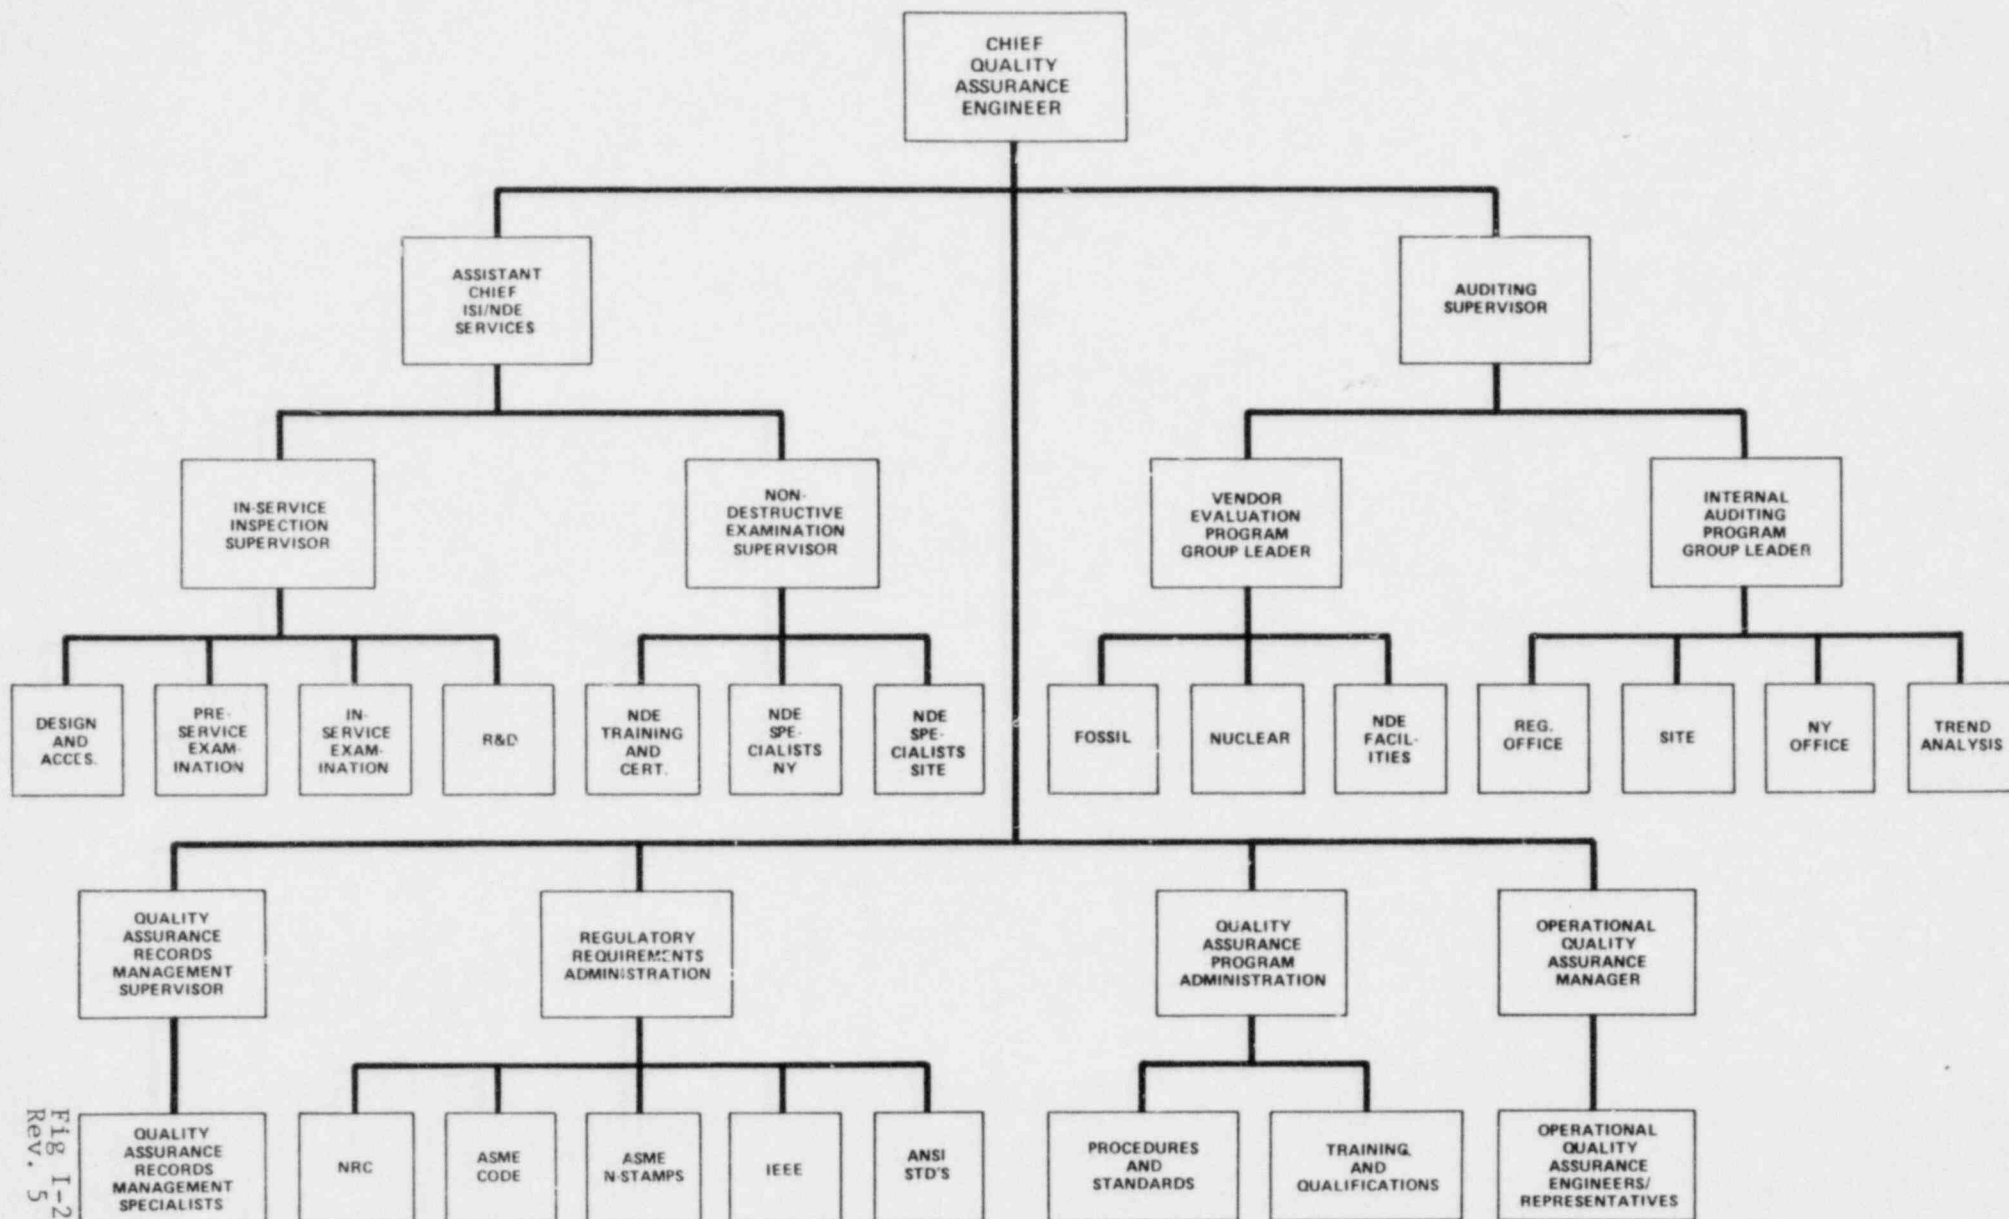 CHIEF
QUALITY
ASSURANCE
ENGINEER
ASSISTANT
CHIEF
ISI/NDE
SERVICES
AUDITING
SUPERVISOR
IN-SERVICE
INSPECTION
SUPERVISOR
NON-
DESTRUCTIVE
EXAMINATION
SUPERVISOR
VENDOR
EVALUATION
PROGRAM
GROUP LEADER
INTERNAL
AUDITING
PROGRAM
GROUP LEADER
DESIGN
AND
ACCES.
PRE-
SERVICE
EXAM-
INATION
IN-
SERVICE
EXAM-
INATION
R&D
NDE
TRAINING
AND
CERT.
NDE
SPE-
CIALISTS
NY
NDE
SPE-
CIALISTS
SITE
FOSSIL
NUCLEAR
NDE
FACIL-
ITIES
REG.
OFFICE
SITE
NY
OFFICE
TREND
ANALYSIS
QUALITY
ASSURANCE
RECORDS
MANAGEMENT
SUPERVISOR
REGULATORY
REQUIREMENTS
ADMINISTRATION
QUALITY
ASSURANCE
PROGRAM
ADMINISTRATION
OPERATIONAL
QUALITY
ASSURANCE
MANAGER
QUALITY
ASSURANCE
RECORDS
MANAGEMENT
SPECIALISTS
NRC
ASME
CODE
ASME
N-STAMPS
IEEE
ANSI
STD'S
PROCEDURES
AND
STANDARDS
TRAINING
AND
QUALIFICATIONS
OPERATIONAL
QUALITY
ASSURANCE
ENGINEERS/
REPRESENTATIVES
Fig I-2
Rev. 5